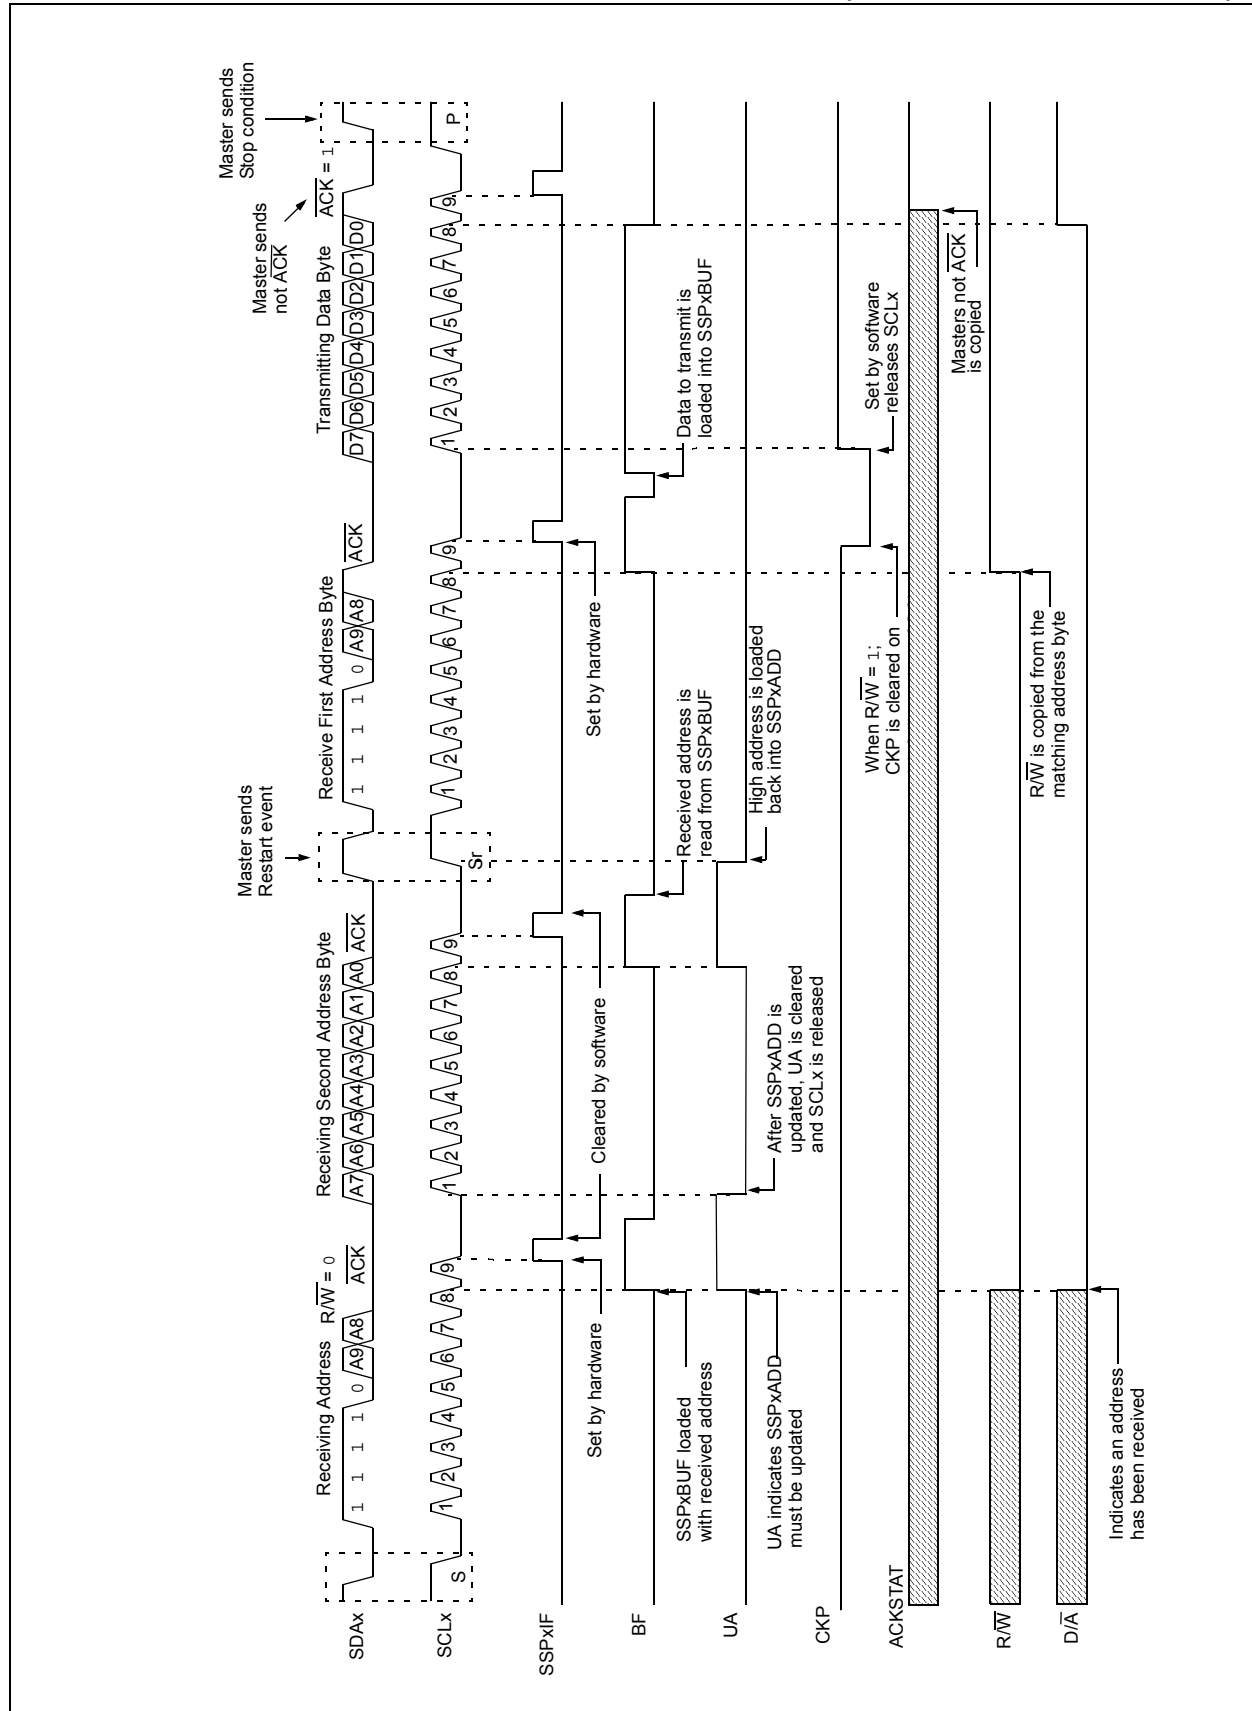 Master sends
Restart event
Master sends
not A̅C̅K̅
Master sends
Stop condition
Receiving Address
R/W̅ = 0
Receiving Second Address Byte
Receive First Address Byte
Transmitting Data Byte
A̅C̅K̅ = 1
SDAx
1 1 1 1 0 A9 A8 A̅C̅K̅
A7 A6 A5 A4 A3 A2 A1 A0 A̅C̅K̅
1 1 1 1 0 A9 A8 A̅C̅K̅
D7 D6 D5 D4 D3 D2 D1 D0
SCLx
S 1 2 3 4 5 6 7 8 9
1 2 3 4 5 6 7 8 9
Sr 1 2 3 4 5 6 7 8 9
1 2 3 4 5 6 7 8 9 P
SSPxIF
Set by hardware
Cleared by software
Set by hardware
BF
SSPxBUF loaded
with received address
Received address is
read from SSPxBUF
Data to transmit is
loaded into SSPxBUF
UA
UA indicates SSPxADD
must be updated
After SSPxADD is
updated, UA is cleared
and SCLx is released
High address is loaded
back into SSPxADD
CKP
When R/W̅ = 1;
CKP is cleared on
Set by software
releases SCLx
ACKSTAT
Masters not A̅C̅K̅
is copied
R/W̅
R/W̅ is copied from the
matching address byte
D/A̅
Indicates an address
has been received